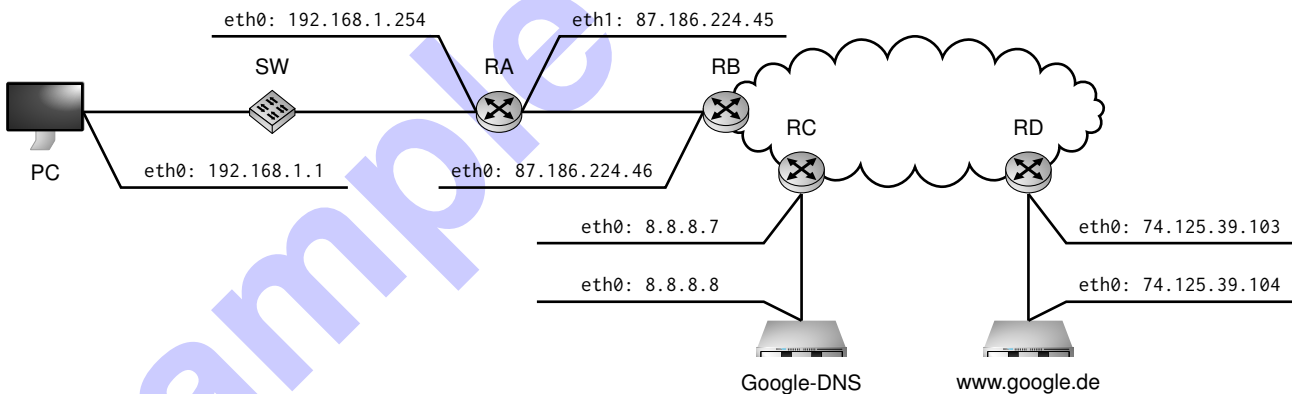 eth0: 192.168.1.254
eth1: 87.186.224.45
SW
RA
RB
RC
RD
PC
eth0: 192.168.1.1
eth0: 87.186.224.46
eth0: 8.8.8.7
eth0: 74.125.39.103
eth0: 8.8.8.8
eth0: 74.125.39.104
Google-DNS
www.google.de
ample